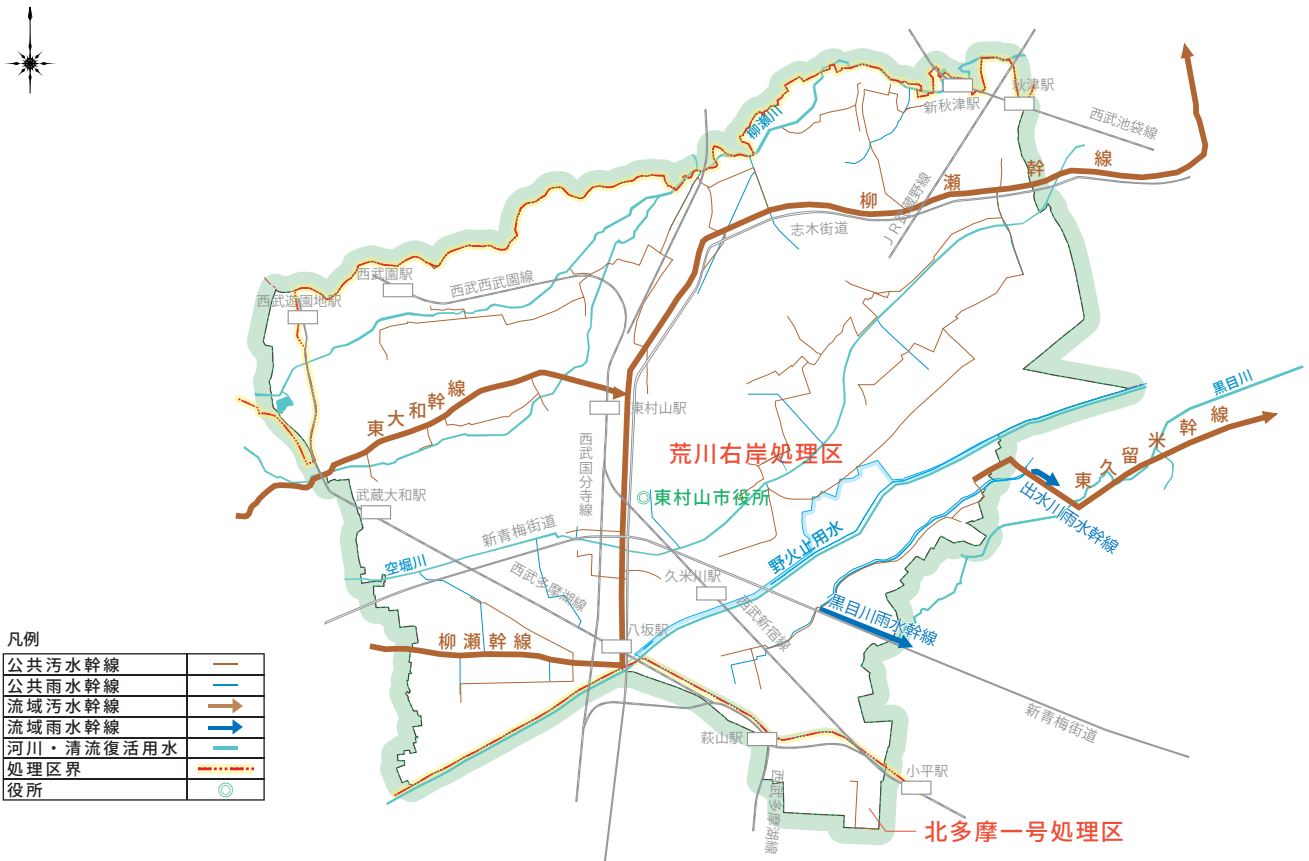 秋津駅
新秋津駅
西武池袋線
柳瀬川
柳瀬幹線
JR武蔵野線
志木街道
西武園駅
西武西武園線
西武遊園地駅
黒目川
東大和幹線
東村山駅
東久留米幹線
荒川右岸処理区
西武国分寺線
武蔵大和駅
東村山市役所
出水川雨水幹線
新青梅街道
野火止用水
空堀川
西武多摩湖線
久米川駅
西武新宿線
黒目川雨水幹線
八坂駅
柳瀬幹線
新青梅街道
萩山駅
小平駅
西武多摩湖線
北多摩一号処理区
凡例
公共汚水幹線
公共雨水幹線
流域汚水幹線
流域雨水幹線
河川・清流復活用水
処理区界
役所